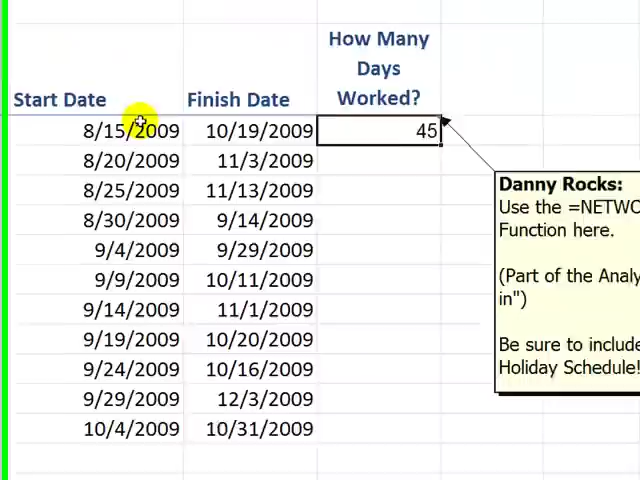 How Many
Days
Start Date Finish Date Worked?
8/15/2009 10/19/2009 45
8/20/2009 11/3/2009
8/25/2009 11/13/2009
8/30/2009 9/14/2009
9/4/2009 9/29/2009
9/9/2009 10/11/2009
9/14/2009 11/1/2009
9/19/2009 10/20/2009
9/24/2009 10/16/2009
9/29/2009 12/3/2009
10/4/2009 10/31/2009
Danny Rocks:
Use the =NETWO
Function here.
(Part of the Analy
in")
Be sure to include
Holiday Schedule!